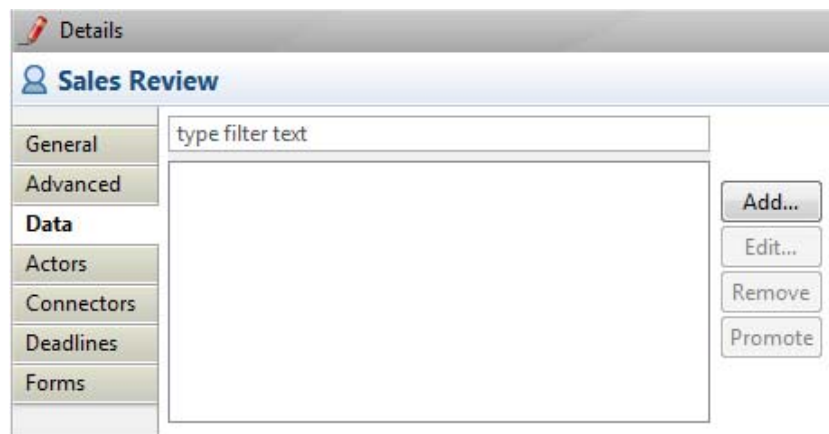 Details
Sales Review
General
Advanced
Data
Actors
Connectors
Deadlines
Forms
type filter text
Add...
Edit...
Remove
Promote